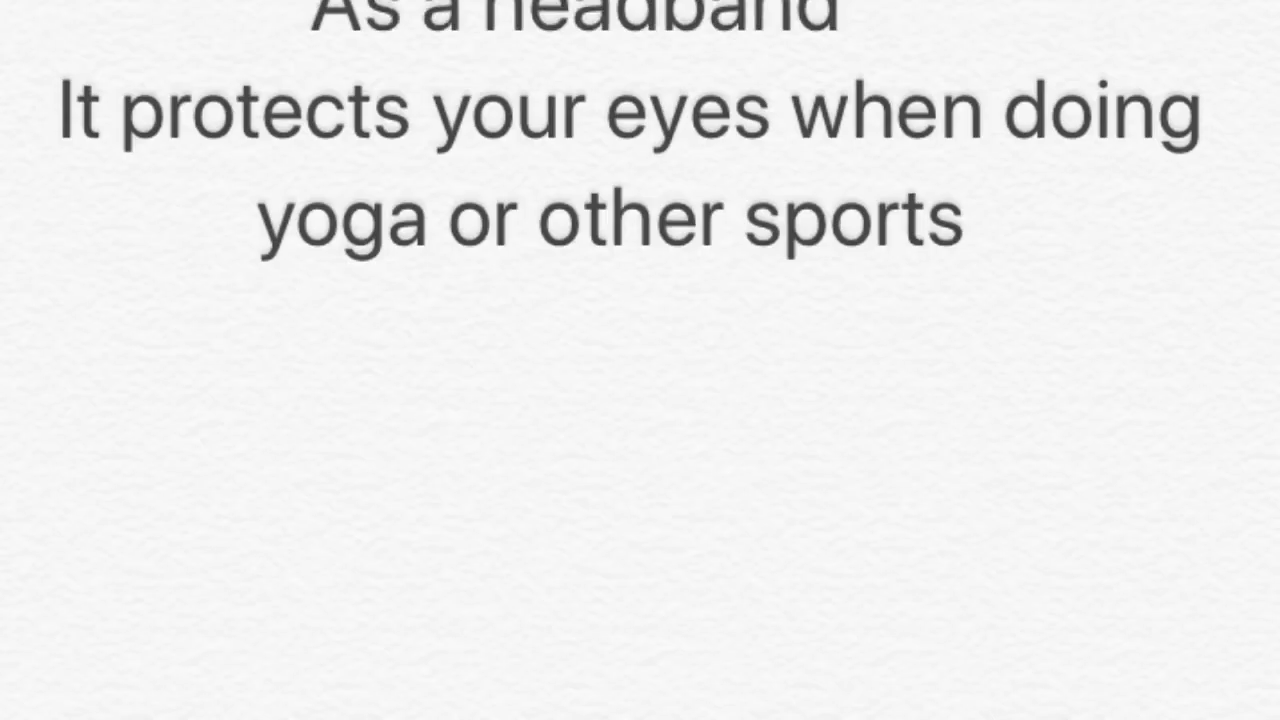 As a headband
It protects your eyes when doing
yoga or other sports